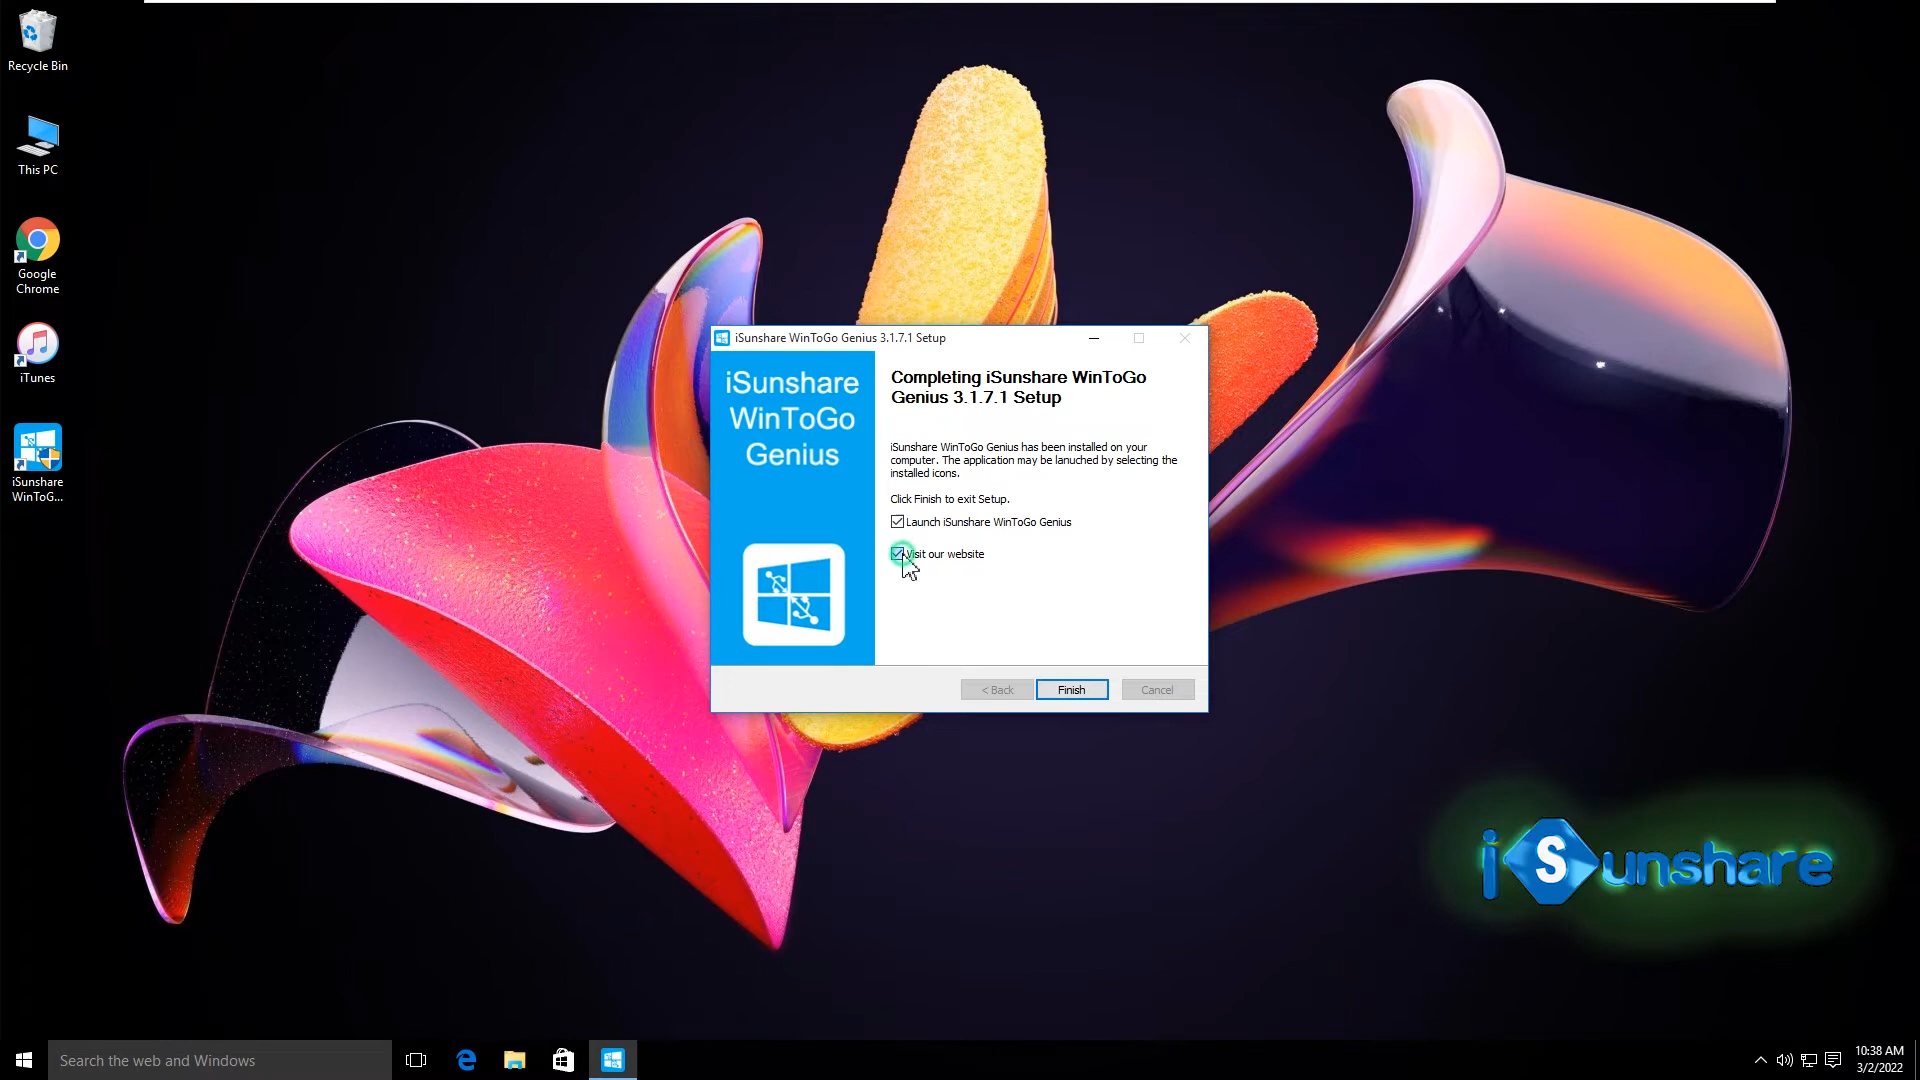 Recycle Bin
This PC
Google
Chrome
iTunes
iSunshare
WinToG...
iSunshare WinToGo Genius 3.1.7.1 Setup
iSunshare
WinToGo
Genius
Completing iSunshare WinToGo
Genius 3.1.7.1 Setup
iSunshare WinToGo Genius has been installed on your
computer. The application may be lanuched by selecting the
installed icons.
Click Finish to exit Setup.
Launch iSunshare WinToGo Genius
Visit our website
< Back
Finish
Cancel
iSunshare
Search the web and Windows
10:38 AM
3/2/2022